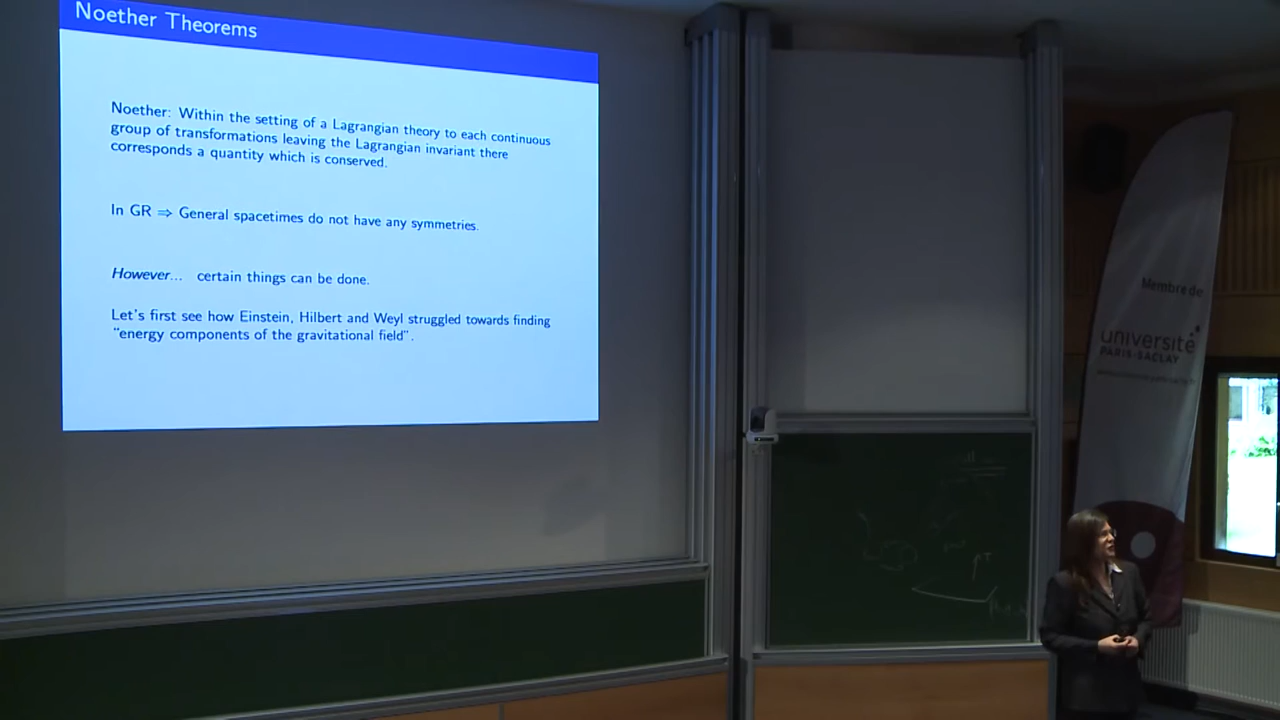 Noether Theorems
Noether: Within the setting of a Lagrangian theory to each continuous
group of transformations leaving the Lagrangian invariant there
corresponds a quantity which is conserved.
In GR ⇒ General spacetimes do not have any symmetries.
However... certain things can be done.
Let's first see how Einstein, Hilbert and Weyl struggled towards finding
"energy components of the gravitational field".
Membre de
université
PARIS-SACLAY